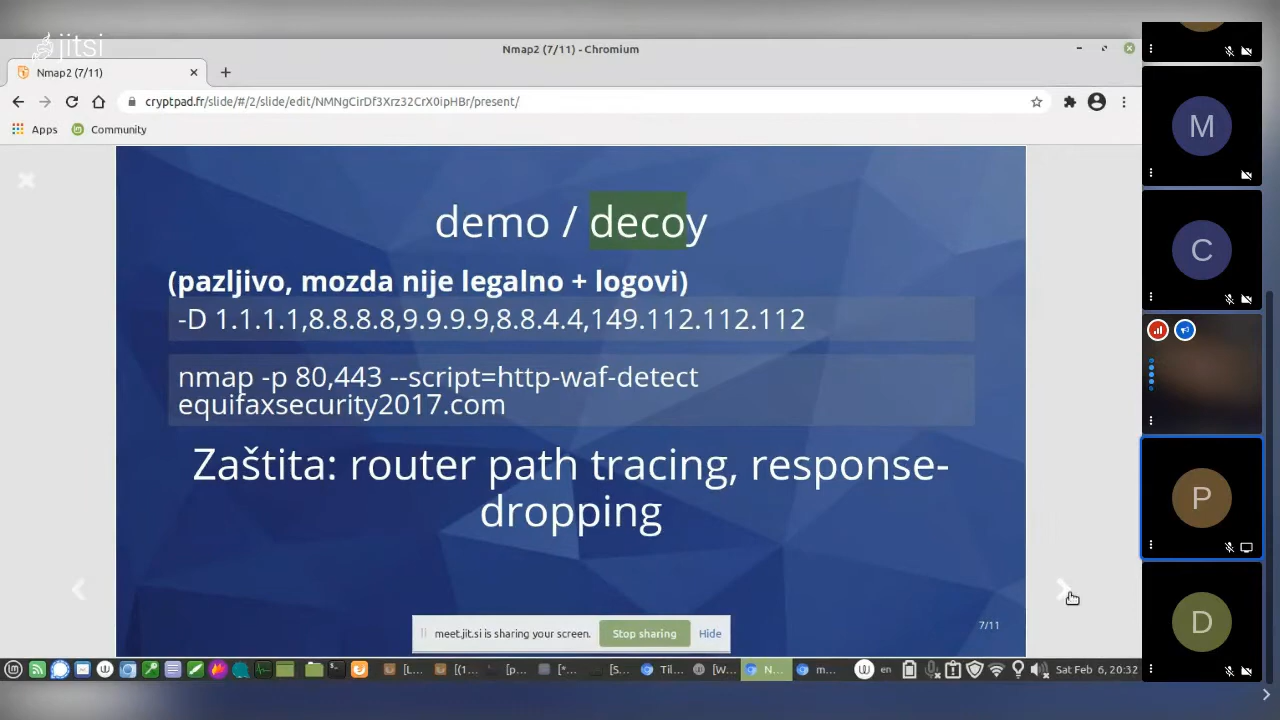 jitsi
Nmap2 (7/11) - Chromium
Nmap2 (7/11)
cryptpad.fr/slide/#/2/slide/edit/NMNgCirDf3Xrz32CrX0ipHBr/present/
Apps
Community
demo / decoy
(pazljivo, mozda nije legalno + logovi)
-D 1.1.1.1,8.8.8.8,9.9.9.9,8.8.4.4,149.112.112.112
nmap -p 80,443 --script=http-waf-detect
equifaxsecurity2017.com
Zaštita: router path tracing, response-
dropping
7/11
meet.jit.si is sharing your screen.
Stop sharing
Hide
[L...
[(1...
[p...
[*...
[S...
Til...
[W...
N...
m...
en
Sat Feb 6, 20:32
M
C
P
D